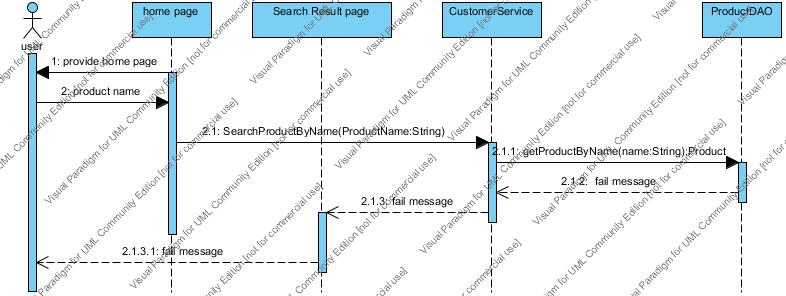 home page
Search Result page
CustomerService
ProductDAO
user
1: provide home page
2: product name
2.1: SearchProductByName(ProductName:String)
2.1.1: getProductByName(name:String):Product
2.1.2: fail message
2.1.3: fail message
2.1.3.1: fail message
Visual Paradigm for UML Community Edition [not for commercial use]